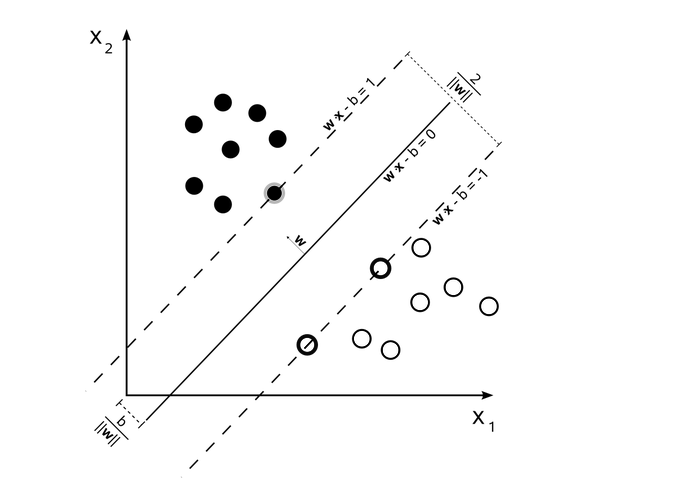 X2
2
||w||
w·x - b = 1
w·x - b = 0
w·x - b = -1
w
b
||w||
X1